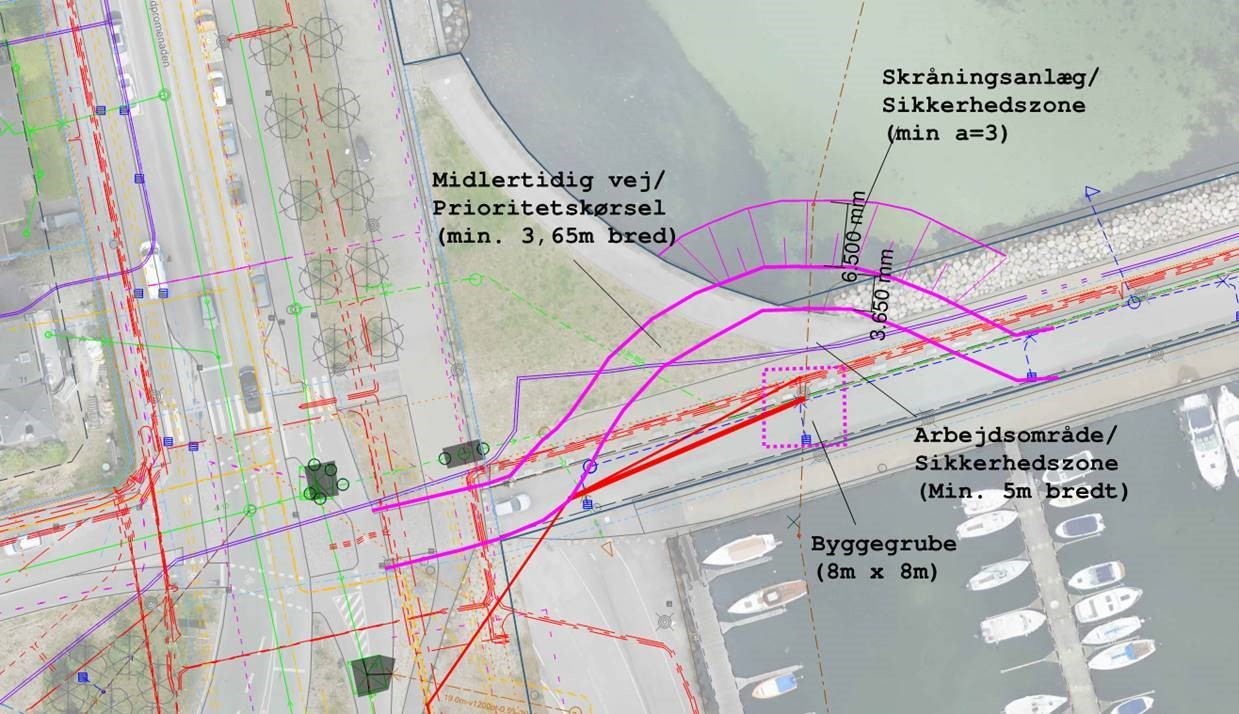 dpromenaden
Skråningsanlæg/
Sikkerhedszone
(min a=3)
Midlertidig vej/
Prioritetskørsel
(min. 3,65m bred)
6.500 mm
3.650 mm
Arbejdsområde/
Sikkerhedszone
(Min. 5m bredt)
Byggegrube
(8m x 8m)